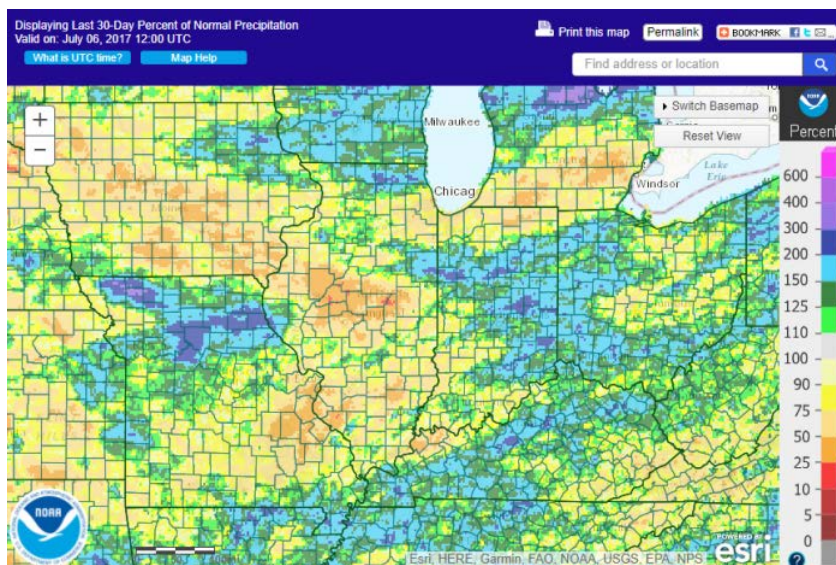 Displaying Last 30-Day Percent of Normal Precipitation
Valid on: July 06, 2017 12:00 UTC
Print this map
Permalink
BOOKMARK
What is UTC time?
Map Help
Find address or location
+
−
Switch Basemap
Reset View
NOAA
Percent
Milwaukee
Chicag
Windsor
Lake
Erie
600
400
300
200
150
125
110
100
90
75
50
25
10
5
0
NOAA
POWERED BY
esri
Esri, HERE, Garmin, FAO, NOAA, USGS, EPA, NPS
?